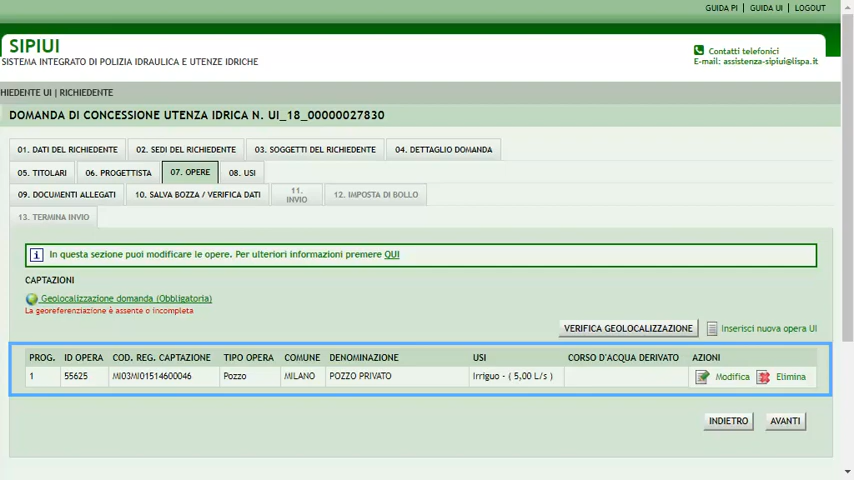 GUIDA PI | GUIDA UI | LOGOUT
SIPIUI
SISTEMA INTEGRATO DI POLIZIA IDRAULICA E UTENZE IDRICHE
Contatti telefonici
E-mail: assistenza-sipiui@lispa.it
HIEDENTE UI | RICHIEDENTE
DOMANDA DI CONCESSIONE UTENZA IDRICA N. UI_18_00000027830
01. DATI DEL RICHIEDENTE 02. SEDI DEL RICHIEDENTE 03. SOGGETTI DEL RICHIEDENTE 04. DETTAGLIO DOMANDA
05. TITOLARI 06. PROGETTISTA 07. OPERE 08. USI
09. DOCUMENTI ALLEGATI 10. SALVA BOZZA / VERIFICA DATI 11. INVIO 12. IMPOSTA DI BOLLO
13. TERMINA INVIO
i In questa sezione puoi modificare le opere. Per ulteriori informazioni premere QUI
CAPTAZIONI
Geolocalizzazione domanda (Obbligatoria)
La georeferenziazione è assente o incompleta
VERIFICA GEOLOCALIZZAZIONE Inserisci nuova opera UI
PROG. ID OPERA COD. REG. CAPTAZIONE TIPO OPERA COMUNE DENOMINAZIONE USI CORSO D'ACQUA DERIVATO AZIONI
1 55625 MI03MI01514600046 Pozzo MILANO POZZO PRIVATO Irriguo - ( 5,00 L/s ) Modifica Elimina
INDIETRO AVANTI